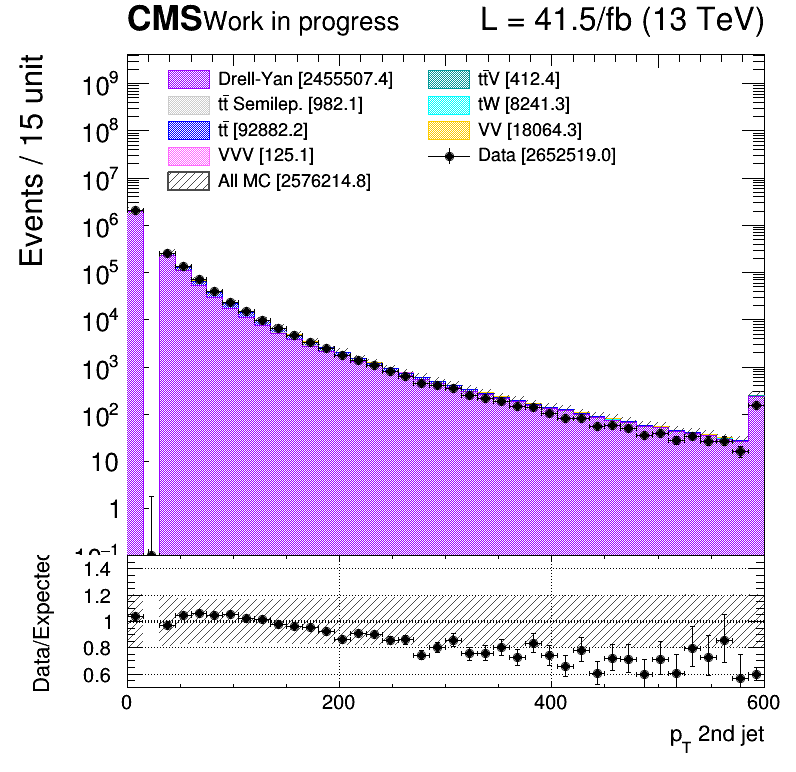 CMS Work in progress L = 41.5/fb (13 TeV)
Events / 15 unit
Drell-Yan [2455507.4]
tt̄V [412.4]
tt̄ Semilep. [982.1]
tW [8241.3]
tt̄ [92882.2]
VV [18064.3]
VVV [125.1]
Data [2652519.0]
All MC [2576214.8]
10⁹
10⁸
10⁷
10⁶
10⁵
10⁴
10³
10²
10
1
10⁻¹
Data/Expected
1.4
1.2
1
0.8
0.6
0 200 400 600
p_T 2nd jet